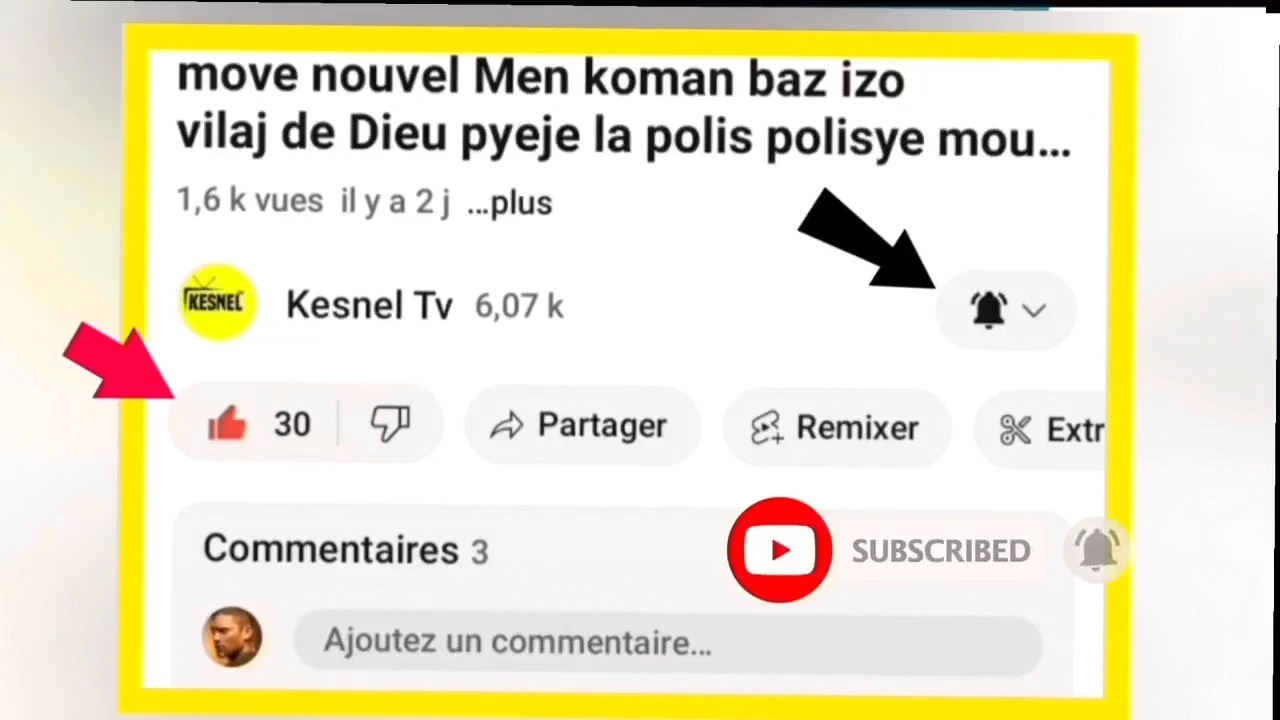 move nouvel Men koman baz izo
vilaj de Dieu pyeje la polis polisye mou...
1,6 k vues il y a 2 j ...plus
KESNEL
Kesnel Tv 6,07 k
30
Partager
Remixer
Extr
Commentaires 3
SUBSCRIBED
Ajoutez un commentaire...